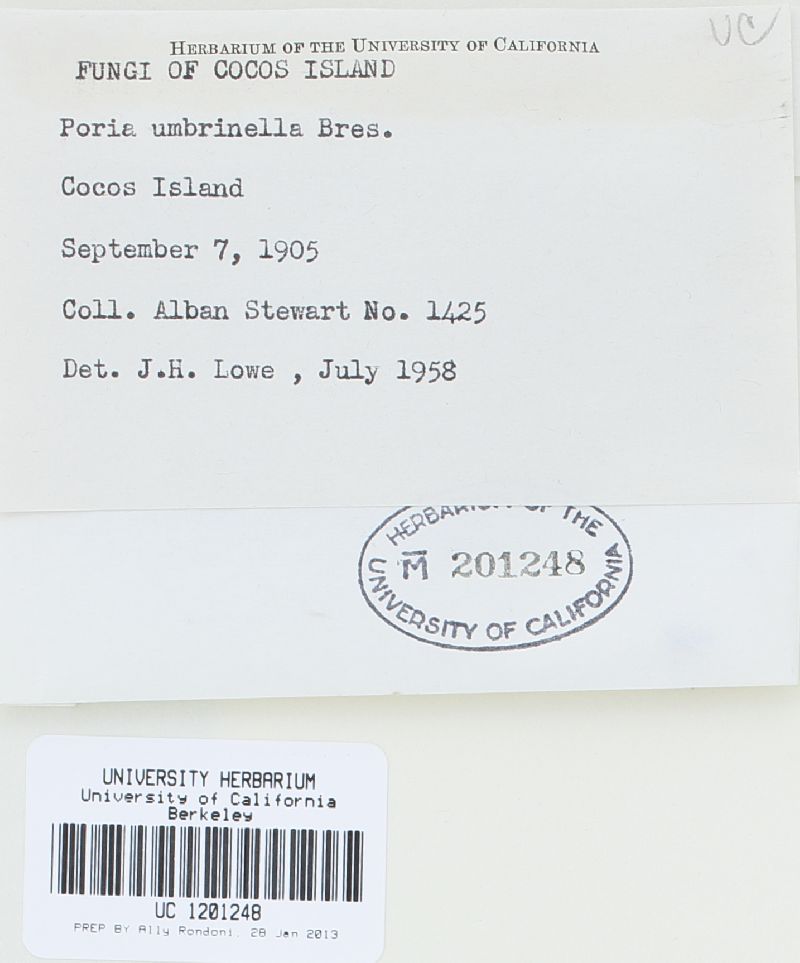 UC
HERBARIUM OF THE UNIVERSITY OF CALIFORNIA
FUNGI OF COCOS ISLAND
Poria umbrinella Bres.
Cocos Island
September 7, 1905
Coll. Alban Stewart No. 1425
Det. J.H. Lowe , July 1958
HERBARIUM OF THE
M̅ 201248
UNIVERSITY OF CALIFORNIA
UNIVERSITY HERBARIUM
University of California
Berkeley
UC 1201248
PREP BY Ally Rondoni. 28 Jan 2013